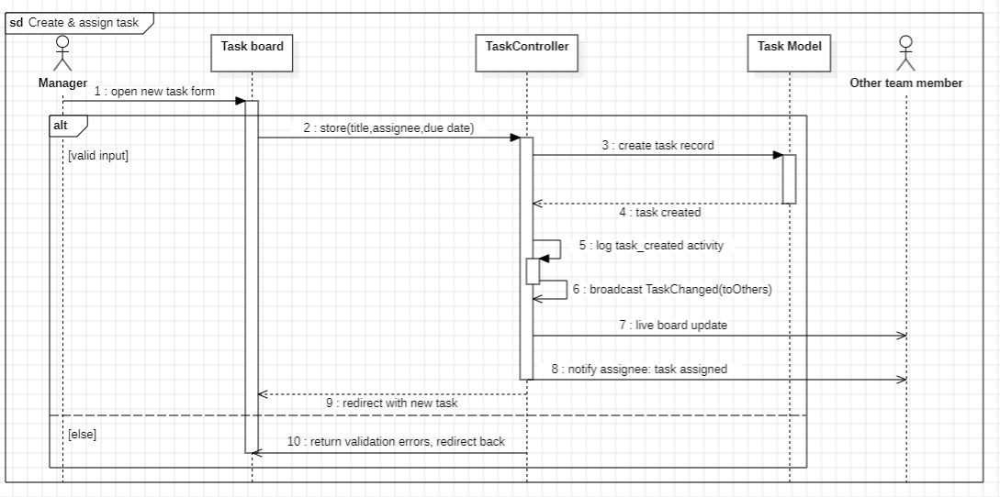 sd Create & assign task
Task board
TaskController
Task Model
Manager
Other team member
1 : open new task form
alt
2 : store(title,assignee,due date)
[valid input]
3 : create task record
4 : task created
5 : log task_created activity
6 : broadcast TaskChanged(toOthers)
7 : live board update
8 : notify assignee: task assigned
9 : redirect with new task
[else]
10 : return validation errors, redirect back